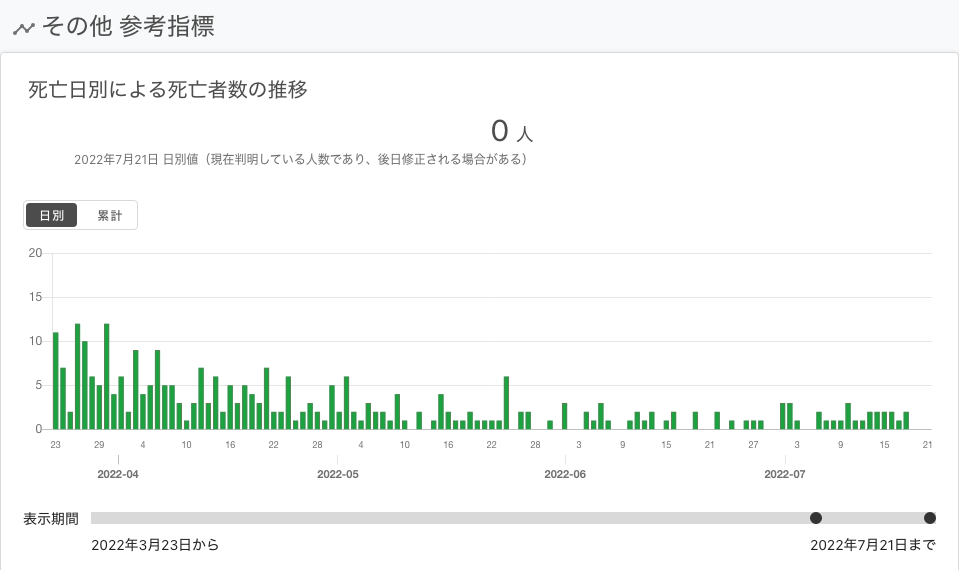 その他 参考指標
死亡日別による死亡者数の推移
0 人
2022年7月21日 日別値（現在判明している人数であり、後日修正される場合がある）
日別 累計
20
15
10
5
0
23 29 4 10 16 22 28 4 10 16 22 28 3 9 15 21 27 3 9 15 21
2022-04 2022-05 2022-06 2022-07
表示期間
2022年3月23日から 2022年7月21日まで